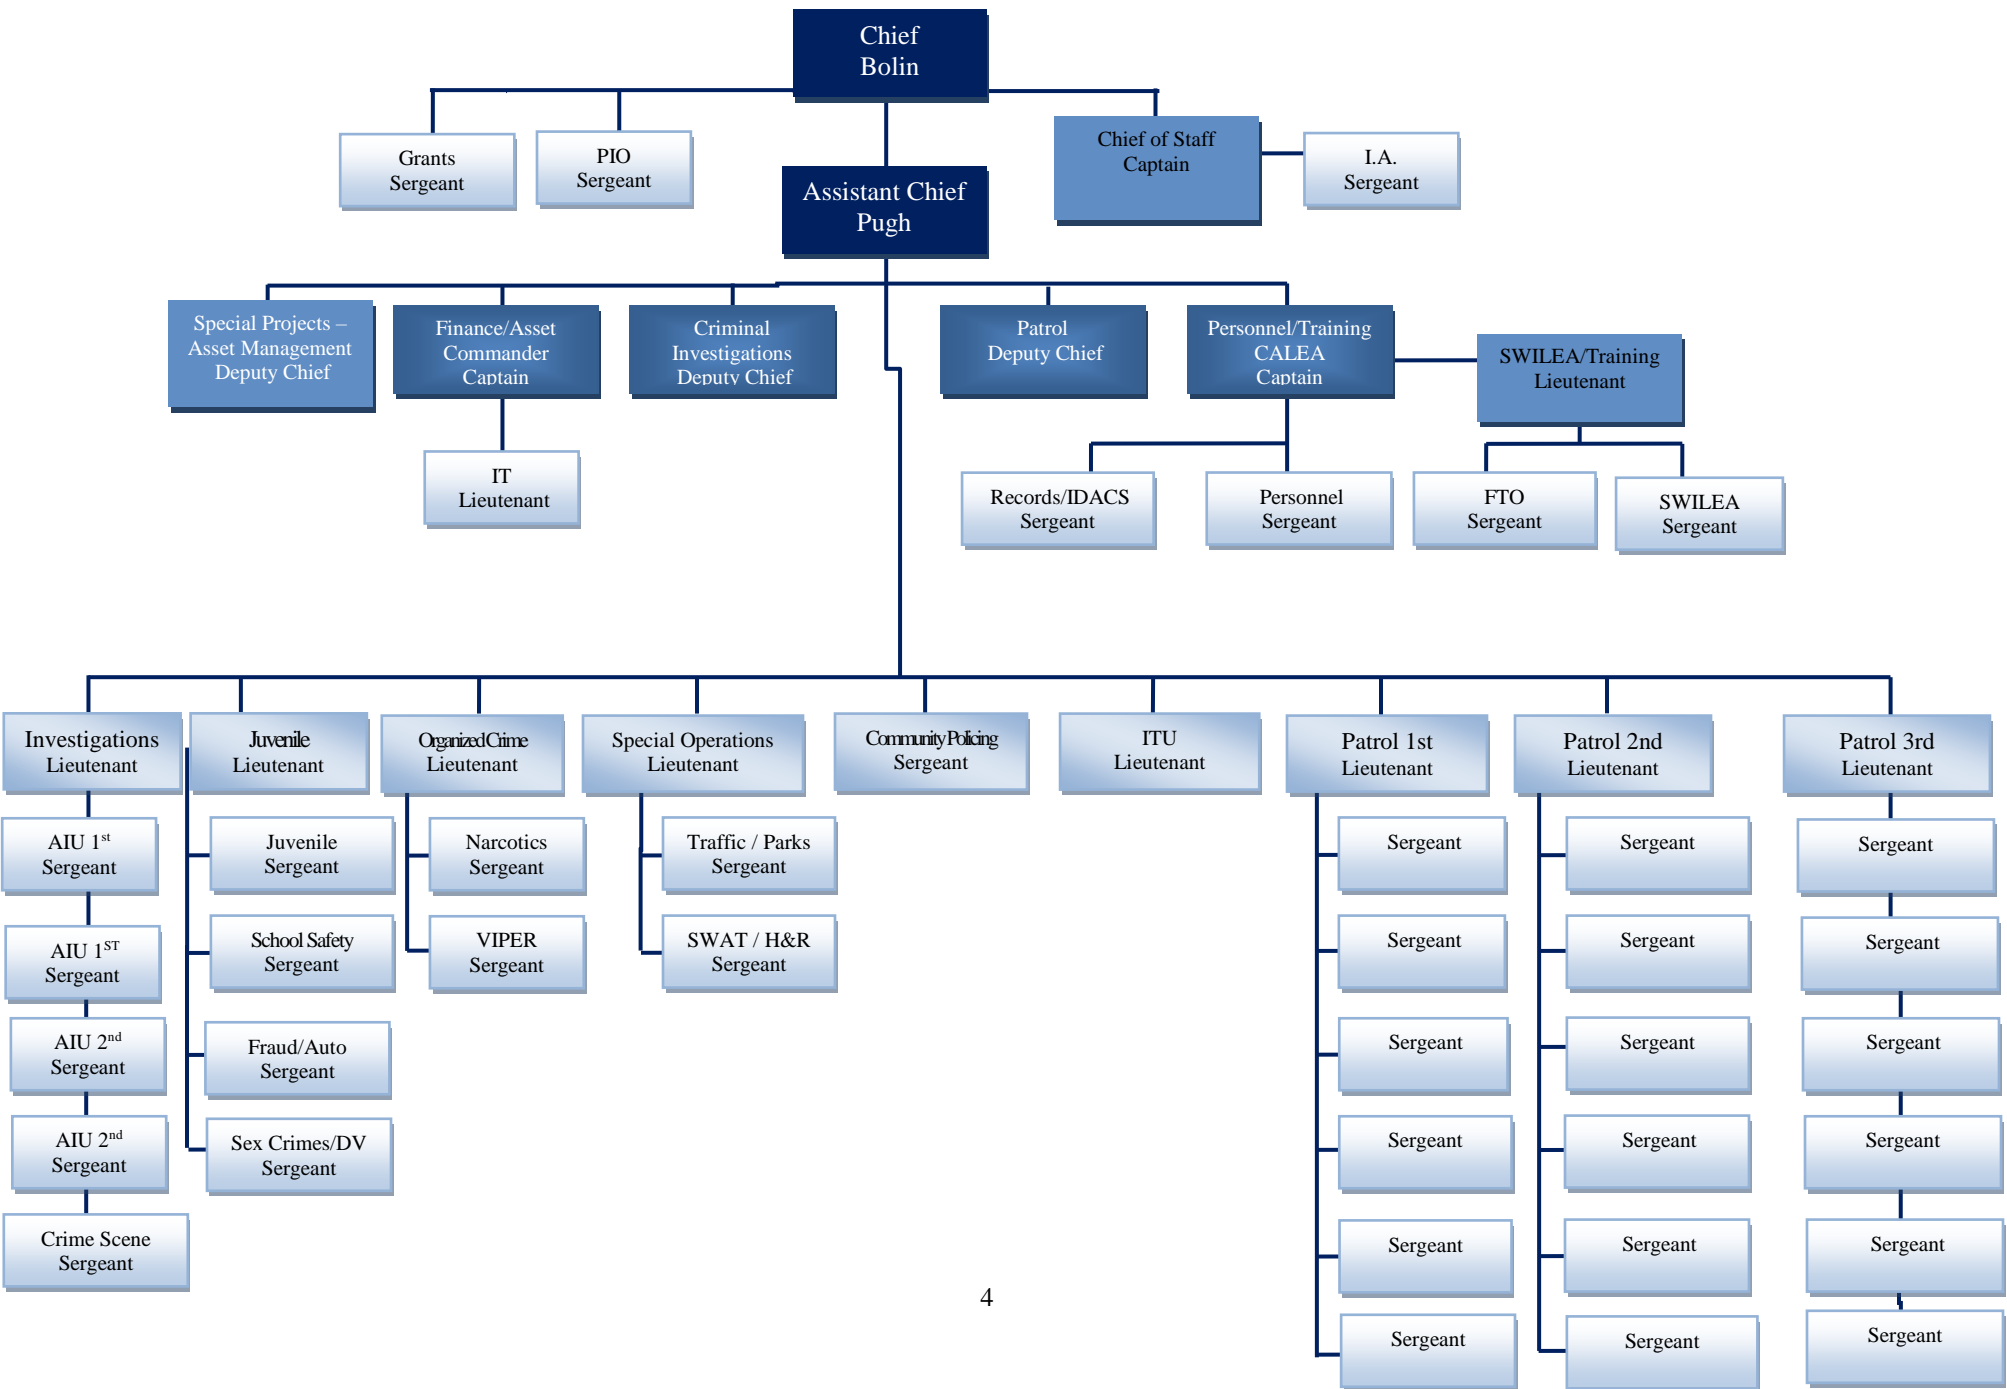 Chief
Bolin
Grants
Sergeant
PIO
Sergeant
Chief of Staff
Captain
I.A.
Sergeant
Assistant Chief
Pugh
Special Projects –
Asset Management
Deputy Chief
Finance/Asset
Commander
Captain
Criminal
Investigations
Deputy Chief
Patrol
Deputy Chief
Personnel/Training
CALEA
Captain
SWILEA/Training
Lieutenant
IT
Lieutenant
Records/IDACS
Sergeant
Personnel
Sergeant
FTO
Sergeant
SWILEA
Sergeant
Investigations
Lieutenant
Juvenile
Lieutenant
Organized Crime
Lieutenant
Special Operations
Lieutenant
Community Policing
Sergeant
ITU
Lieutenant
Patrol 1st
Lieutenant
Patrol 2nd
Lieutenant
Patrol 3rd
Lieutenant
AIU 1st
Sergeant
Juvenile
Sergeant
Narcotics
Sergeant
Traffic / Parks
Sergeant
Sergeant
Sergeant
Sergeant
AIU 1ST
Sergeant
School Safety
Sergeant
VIPER
Sergeant
SWAT / H&R
Sergeant
Sergeant
Sergeant
Sergeant
AIU 2nd
Sergeant
Fraud/Auto
Sergeant
Sergeant
Sergeant
Sergeant
AIU 2nd
Sergeant
Sex Crimes/DV
Sergeant
Sergeant
Sergeant
Sergeant
Crime Scene
Sergeant
Sergeant
Sergeant
Sergeant
4
Sergeant
Sergeant
Sergeant